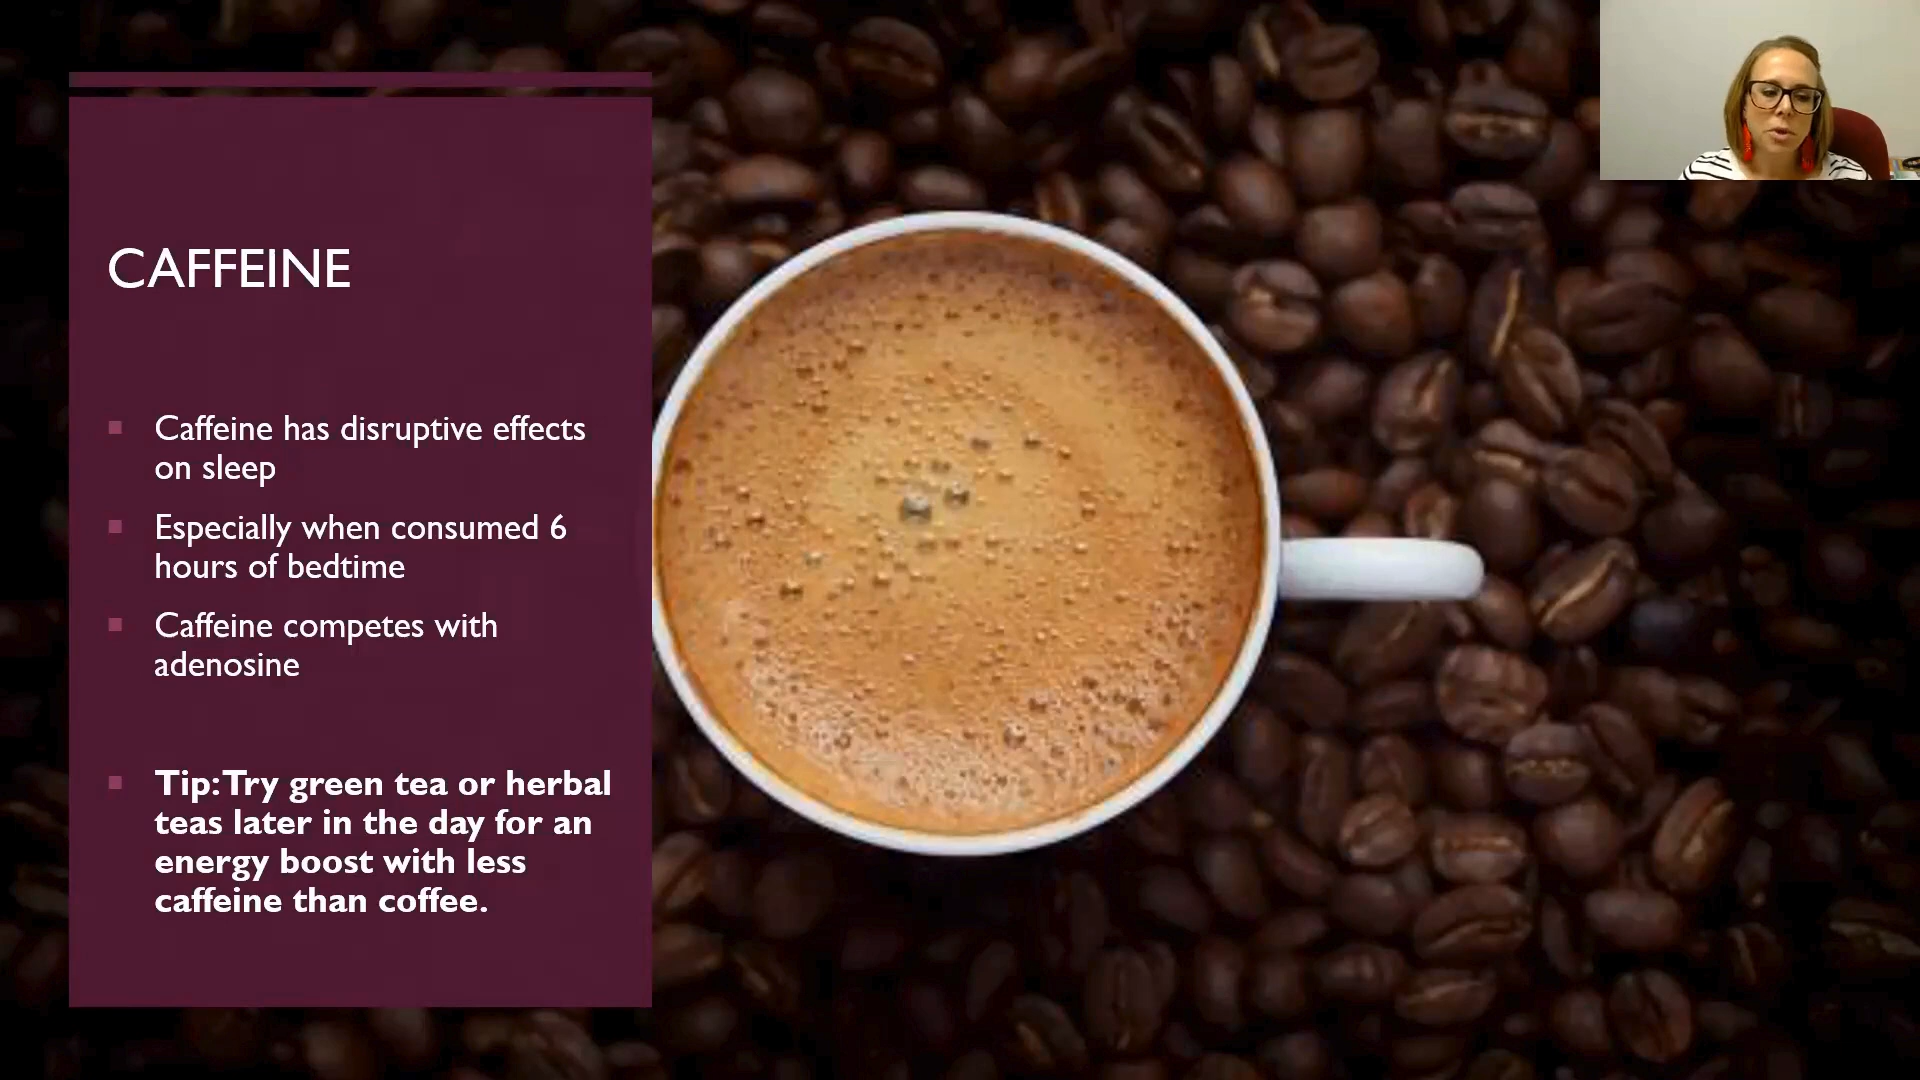 CAFFEINE
Caffeine has disruptive effects
on sleep
Especially when consumed 6
hours of bedtime
Caffeine competes with
adenosine
Tip: Try green tea or herbal
teas later in the day for an
energy boost with less
caffeine than coffee.